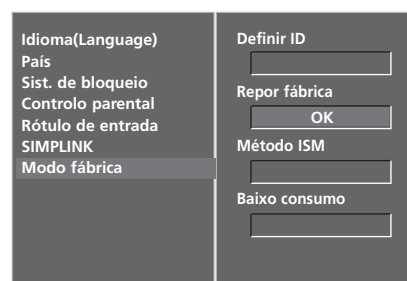 Idioma(Language)
País
Sist. de bloqueio
Controlo parental
Rótulo de entrada
SIMPLINK
Modo fábrica
Definir ID
Repor fábrica
OK
Método ISM
Baixo consumo